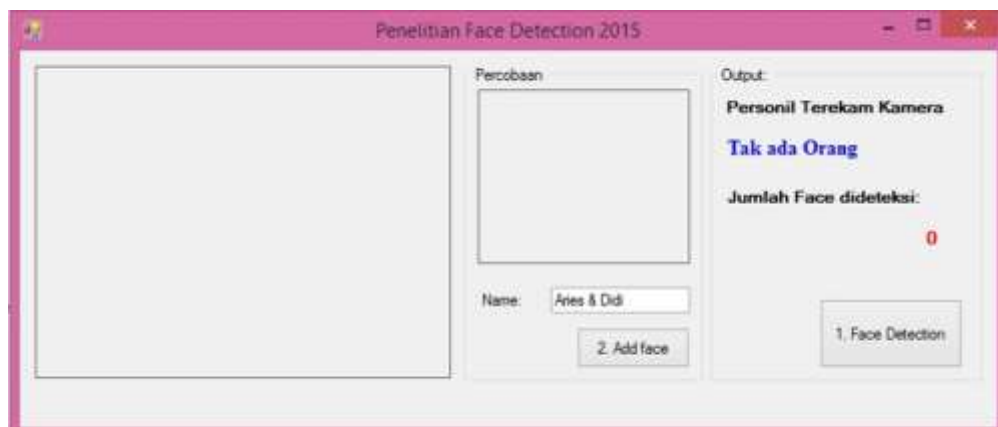 Penelitian Face Detection 2015
Percobaan
Name:
Aries & Didi
2. Add face
Output:
Personil Terekam Kamera
Tak ada Orang
Jumlah Face dideteksi:
0
1. Face Detection